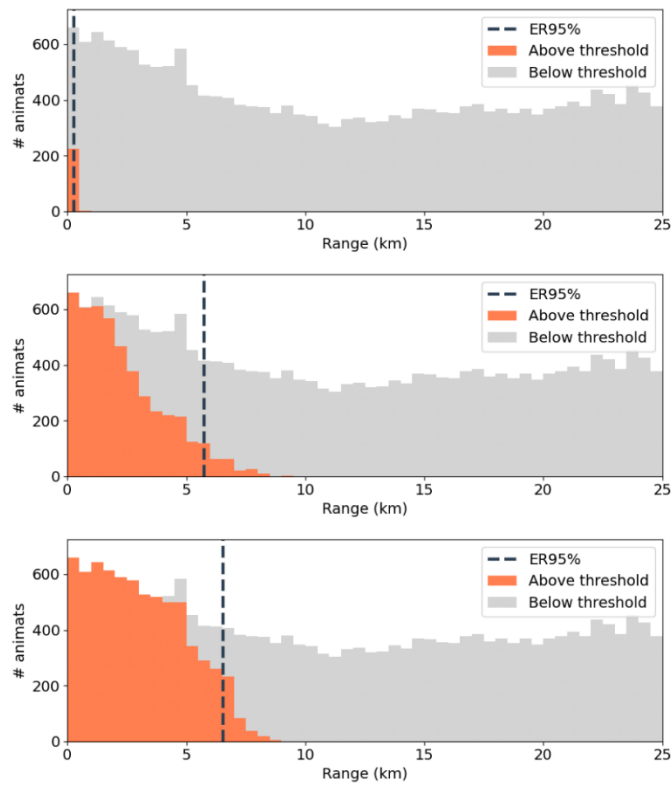 600
400
200
0
# animats
ER95%
Above threshold
Below threshold
0 5 10 15 20 25
Range (km)
600
400
200
0
# animats
ER95%
Above threshold
Below threshold
0 5 10 15 20 25
Range (km)
600
400
200
0
# animats
ER95%
Above threshold
Below threshold
0 5 10 15 20 25
Range (km)